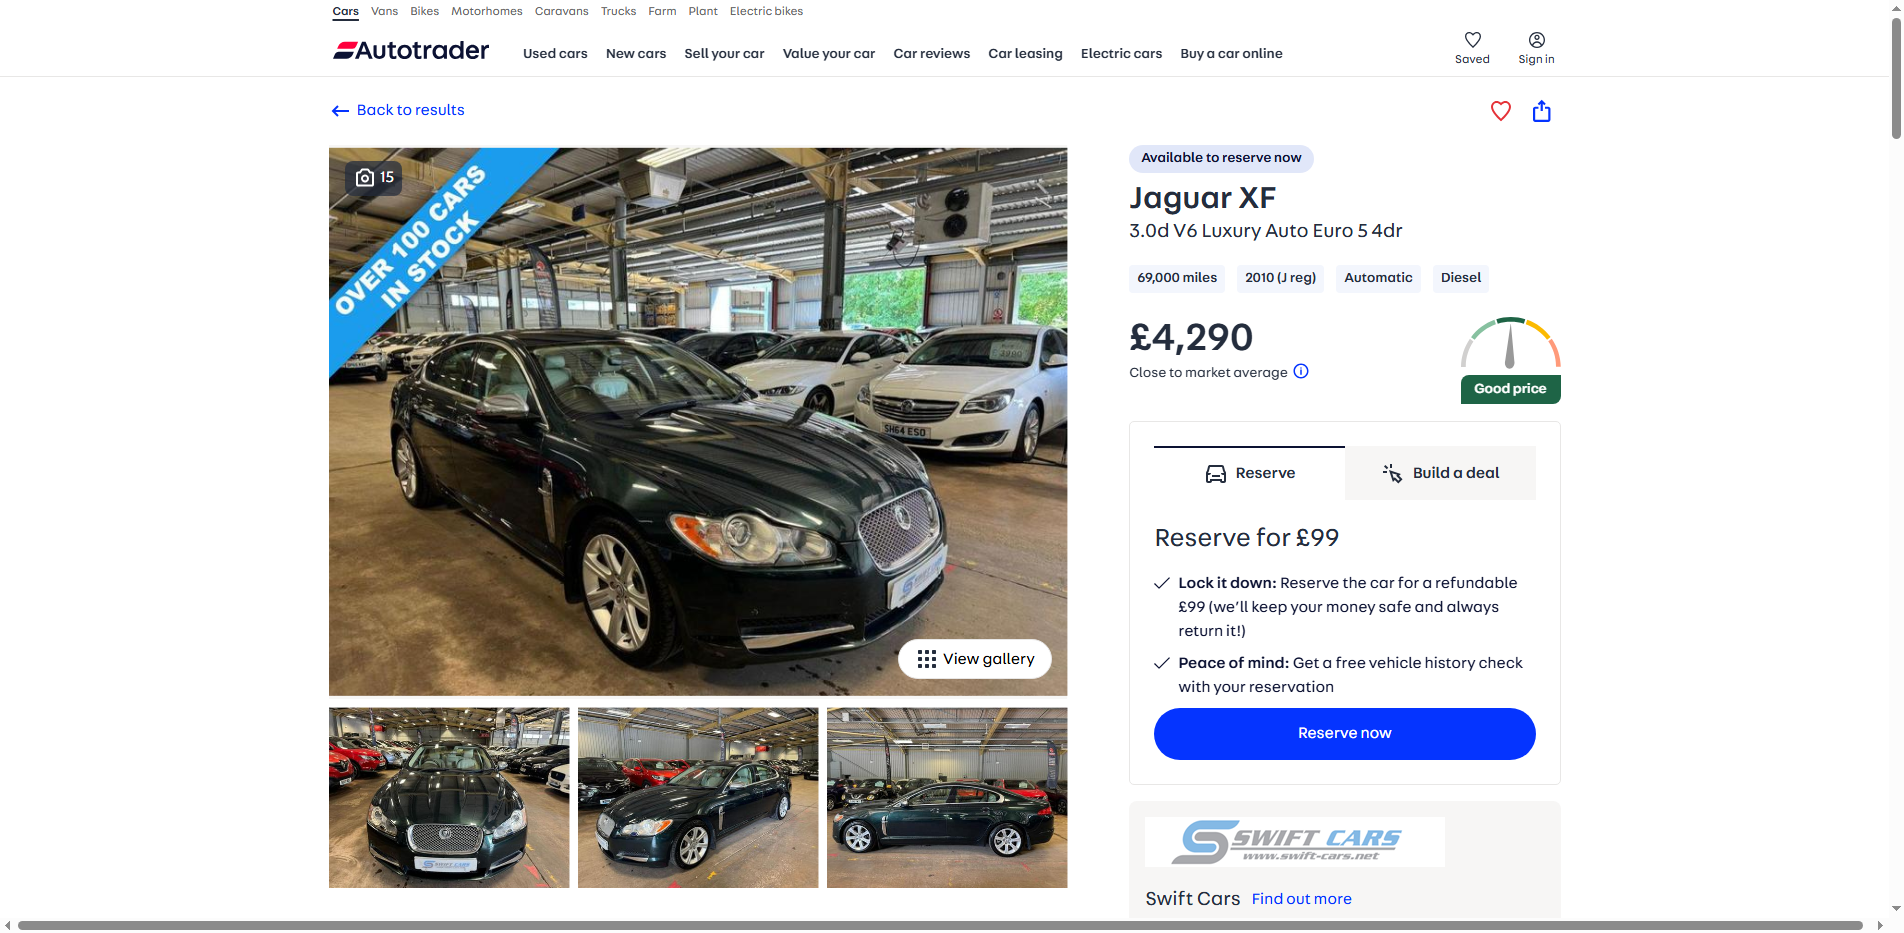 Cars Vans Bikes Motorhomes Caravans Trucks Farm Plant Electric bikes
Autotrader
Used cars New cars Sell your car Value your car Car reviews Car leasing Electric cars Buy a car online
Saved Sign in
Back to results
15
OVER 100 CARS
IN STOCK
SH64 ESO
SWIFT CARS
View gallery
SWIFT CARS
Available to reserve now
Jaguar XF
3.0d V6 Luxury Auto Euro 5 4dr
69,000 miles 2010 (J reg) Automatic Diesel
£4,290
Close to market average
Good price
Reserve Build a deal
Reserve for £99
Lock it down: Reserve the car for a refundable
£99 (we'll keep your money safe and always
return it!)
Peace of mind: Get a free vehicle history check
with your reservation
Reserve now
SWIFT CARS
www.swift-cars.net
Swift Cars Find out more